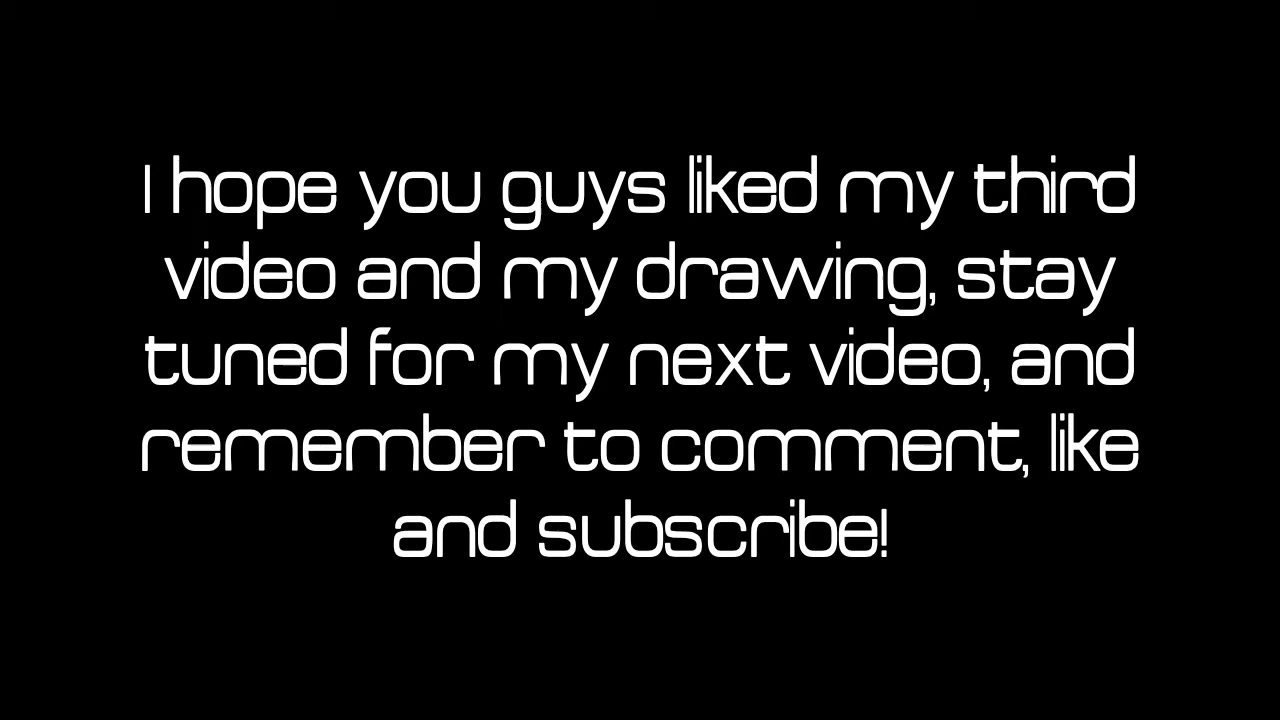 I hope you guys liked my third
video and my drawing, stay
tuned for my next video, and
remember to comment, like
and subscribe!